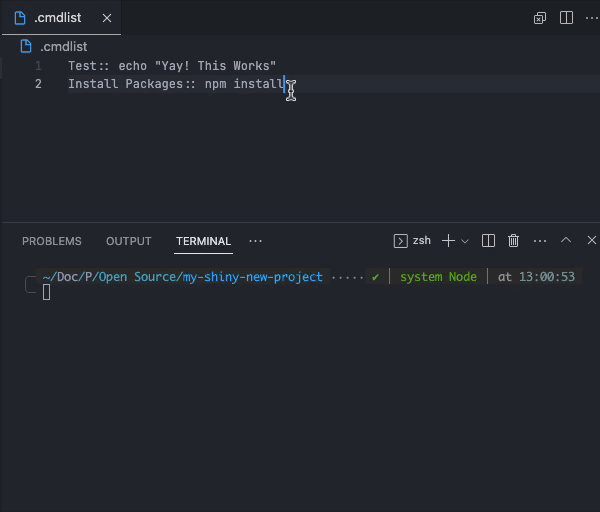 .cmdlist
.cmdlist
1 Test:: echo "Yay! This Works"
2 Install Packages:: npm install
PROBLEMS OUTPUT TERMINAL ··· zsh
~/Doc/P/Open Source/my-shiny-new-project ····· ✔ | system Node | at 13:00:53